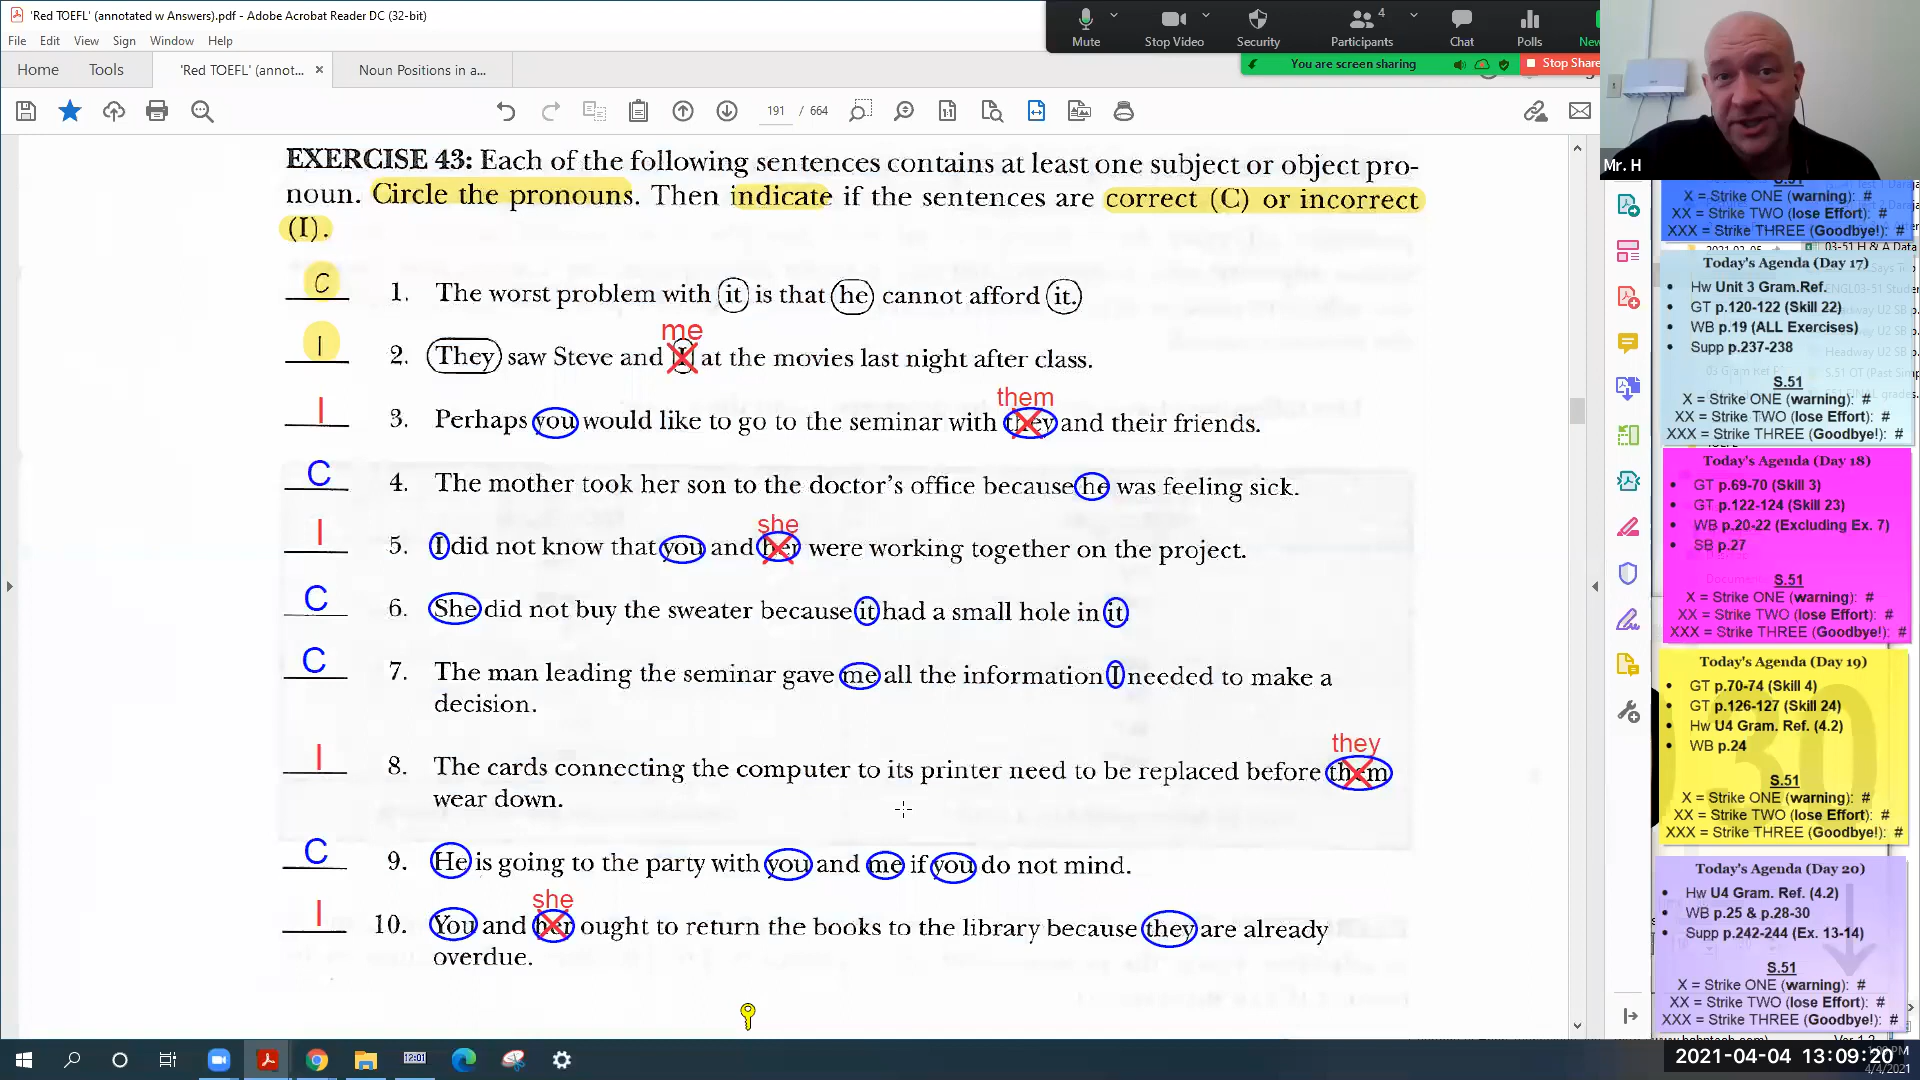 'Red TOEFL' (annotated w Answers).pdf - Adobe Acrobat Reader DC (32-bit)
File Edit View Sign Window Help
Home Tools 'Red TOEFL' (annot... × Noun Positions in a...
191 / 664
Mute Stop Video Security Participants 4 Chat Polls New
You are screen sharing Stop Share
Mr. H
EXERCISE 43: Each of the following sentences contains at least one subject or object pro-
noun. Circle the pronouns. Then indicate if the sentences are correct (C) or incorrect
(I).
C 1. The worst problem with it is that he cannot afford it.
me
I 2. They saw Steve and I at the movies last night after class.
them
I 3. Perhaps you would like to go to the seminar with they and their friends.
C 4. The mother took her son to the doctor's office because he was feeling sick.
she
I 5. I did not know that you and her were working together on the project.
C 6. She did not buy the sweater because it had a small hole in it
C 7. The man leading the seminar gave me all the information I needed to make a
decision.
they
I 8. The cards connecting the computer to its printer need to be replaced before them
wear down.
C 9. He is going to the party with you and me if you do not mind.
she
I 10. You and her ought to return the books to the library because they are already
overdue.
S.51
X = Strike ONE (warning): #
XX = Strike TWO (lose Effort): #
XXX = Strike THREE (Goodbye!): #
Today's Agenda (Day 17)
• Hw Unit 3 Gram.Ref.
• GT p.120-122 (Skill 22)
• WB p.19 (ALL Exercises)
• Supp p.237-238
S.51
X = Strike ONE (warning): #
XX = Strike TWO (lose Effort): #
XXX = Strike THREE (Goodbye!): #
Today's Agenda (Day 18)
• GT p.69-70 (Skill 3)
• GT p.122-124 (Skill 23)
• WB p.20-22 (Excluding Ex. 7)
• SB p.27
S.51
X = Strike ONE (warning): #
XX = Strike TWO (lose Effort): #
XXX = Strike THREE (Goodbye!): #
Today's Agenda (Day 19)
• GT p.70-74 (Skill 4)
• GT p.126-127 (Skill 24)
• Hw U4 Gram. Ref. (4.2)
• WB p.24
S.51
X = Strike ONE (warning): #
XX = Strike TWO (lose Effort): #
XXX = Strike THREE (Goodbye!): #
Today's Agenda (Day 20)
• Hw U4 Gram. Ref. (4.2)
• WB p.25 & p.28-30
• Supp p.242-244 (Ex. 13-14)
S.51
X = Strike ONE (warning): #
XX = Strike TWO (lose Effort): #
XXX = Strike THREE (Goodbye!): #
12:01
2021-04-04 13:09:20
4/4/2021